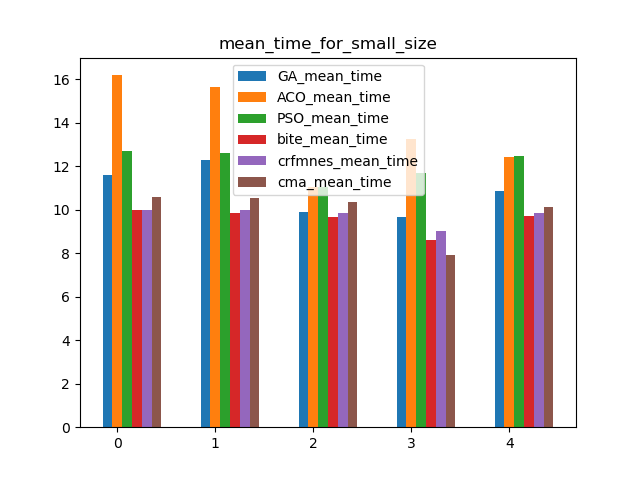 mean_time_for_small_size
GA_mean_time
ACO_mean_time
PSO_mean_time
bite_mean_time
crfmnes_mean_time
cma_mean_time
16
14
12
10
8
6
4
2
0
0 1 2 3 4